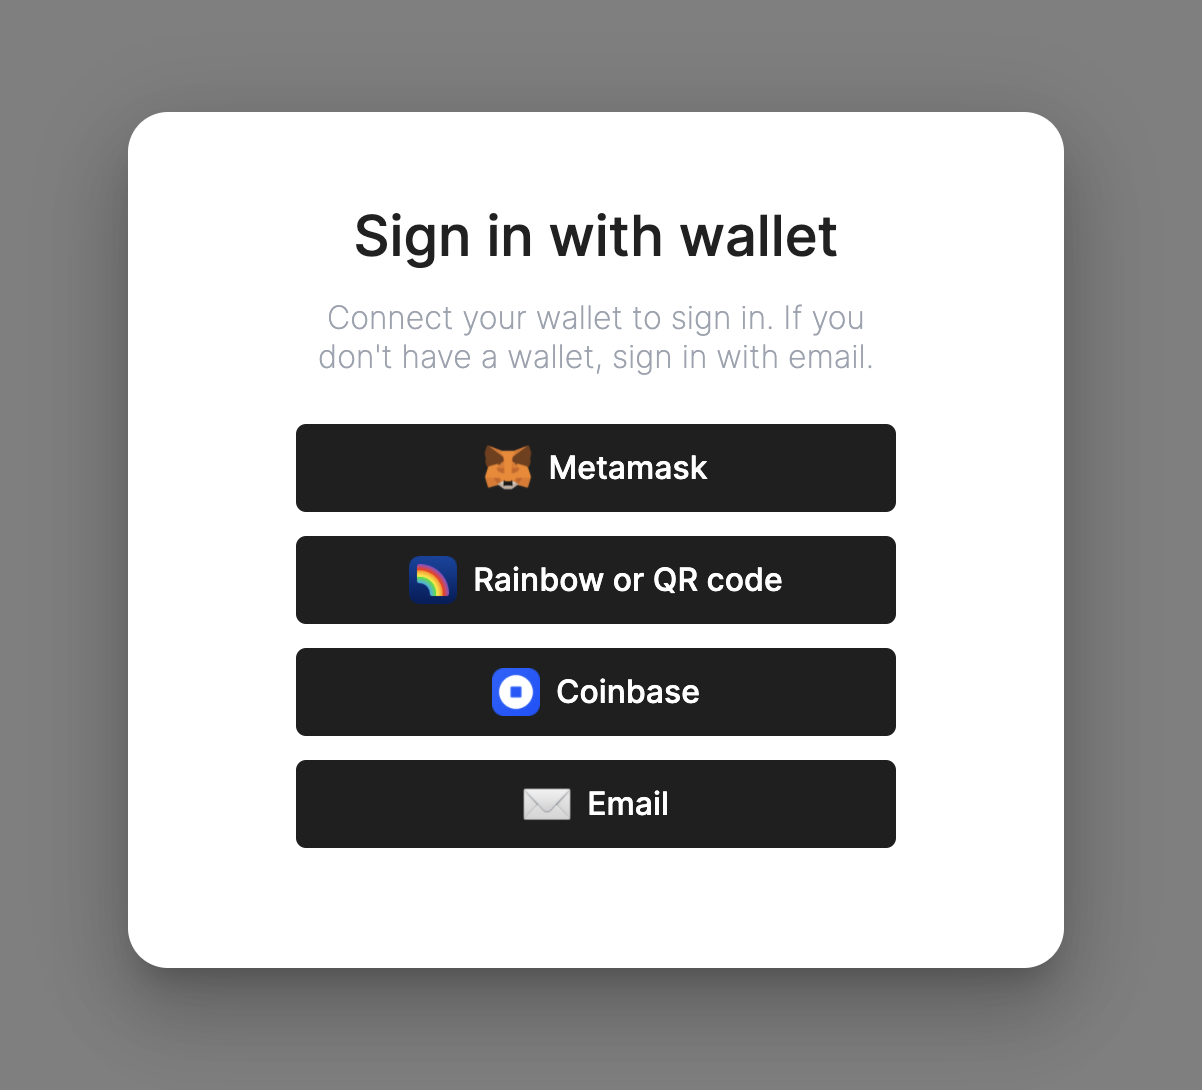 Sign in with wallet
Connect your wallet to sign in. If you
don't have a wallet, sign in with email.
Metamask
Rainbow or QR code
Coinbase
Email